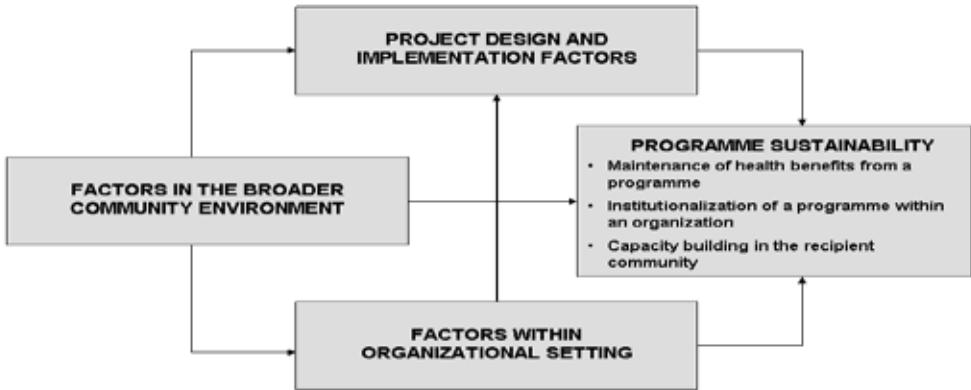 PROJECT DESIGN AND
IMPLEMENTATION FACTORS
FACTORS IN THE BROADER
COMMUNITY ENVIRONMENT
PROGRAMME SUSTAINABILITY
• Maintenance of health benefits from a
programme
• Institutionalization of a programme within
an organization
• Capacity building in the recipient
community
FACTORS WITHIN
ORGANIZATIONAL SETTING